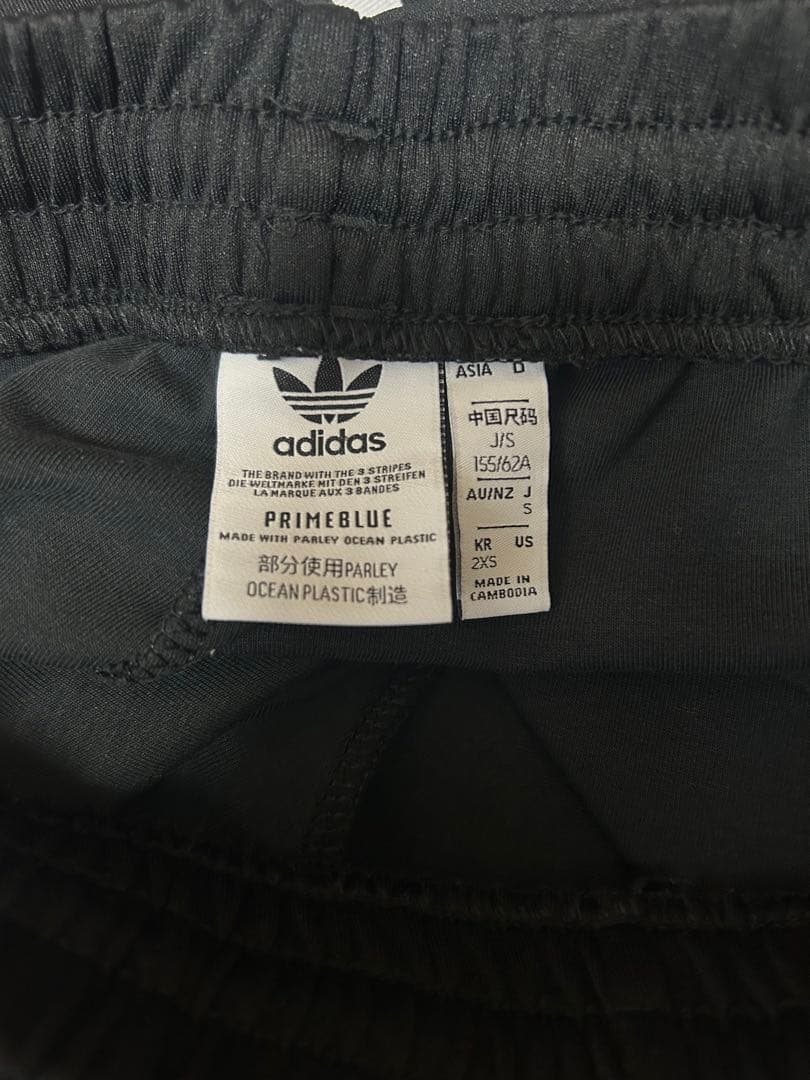 adidas
THE BRAND WITH THE 3 STRIPES
DIE WELTMARKE MIT DEN 3 STREIFEN
LA MARQUE AUX 3 BANDES
PRIMEBLUE
MADE WITH PARLEY OCEAN PLASTIC
部分使用PARLEY
OCEAN PLASTIC制造
ASIA D
中国尺码
J/S
155/62A
AU/NZ J
S
KR US
2XS
MADE IN
CAMBODIA